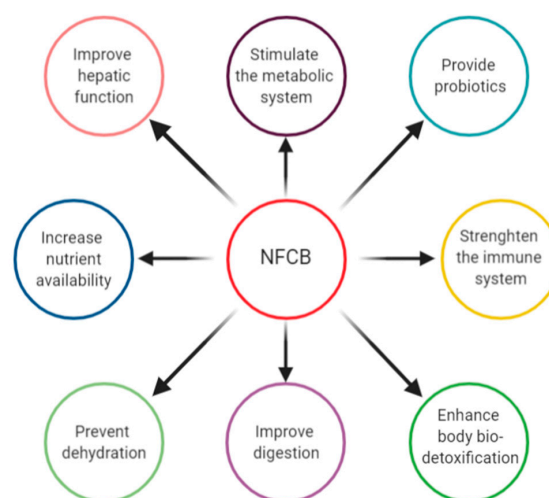 Improve
hepatic
function
Stimulate
the metabolic
system
Provide
probiotics
Increase
nutrient
availability
NFCB
Strenghten
the immune
system
Prevent
dehydration
Improve
digestion
Enhance
body bio-
detoxification